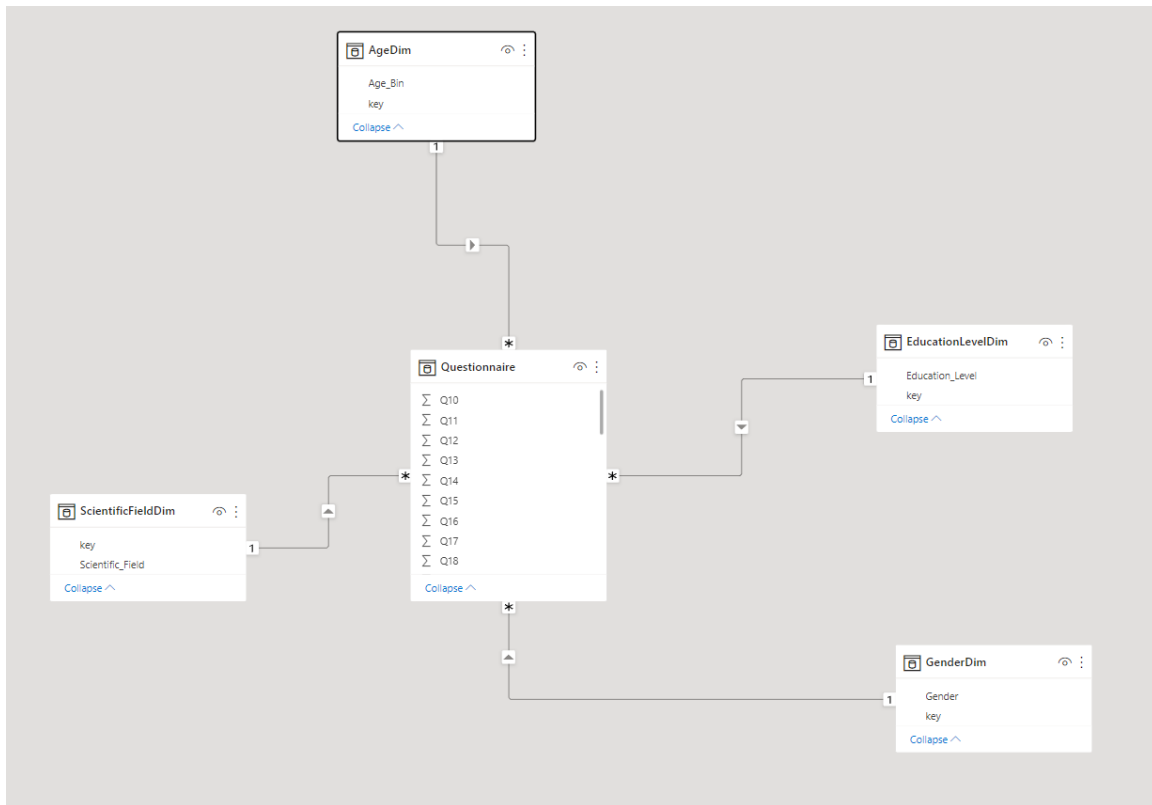 AgeDim
Age_Bin
key
Collapse
1
*
Questionnaire
Σ Q10
Σ Q11
Σ Q12
Σ Q13
Σ Q14
Σ Q15
Σ Q16
Σ Q17
Σ Q18
Collapse
*
*
*
EducationLevelDim
Education_Level
key
Collapse
1
ScientificFieldDim
key
Scientific_Field
Collapse
1
GenderDim
Gender
key
Collapse
1